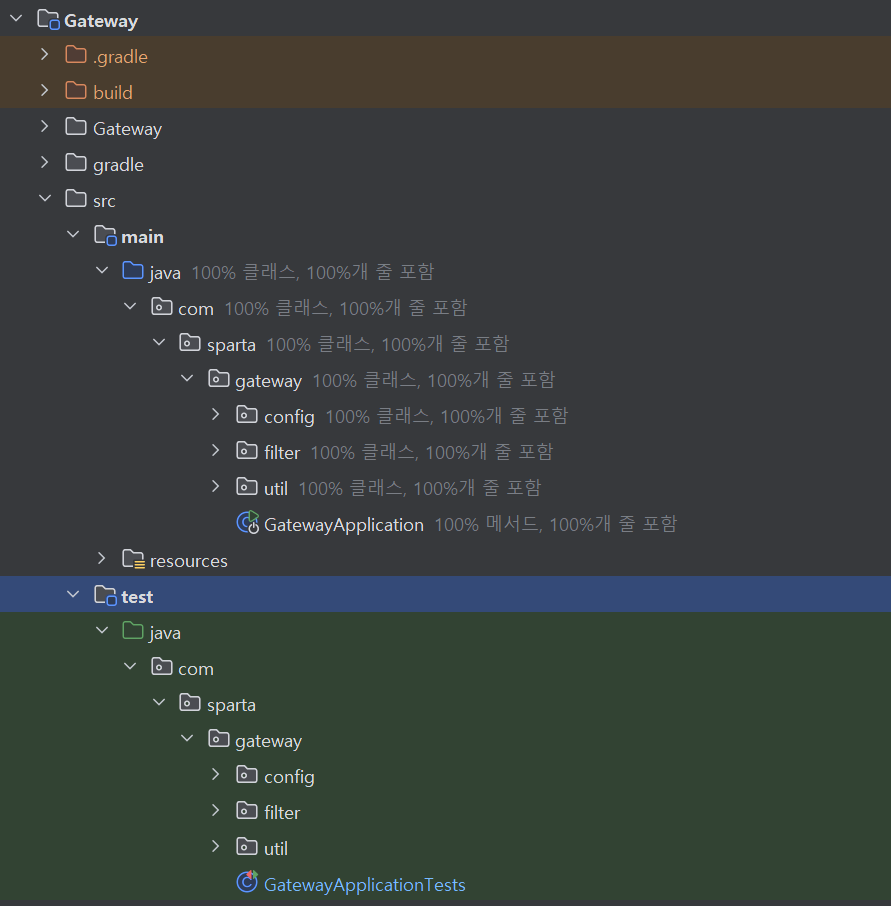 Gateway
.gradle
build
Gateway
gradle
src
main
java 100% 클래스, 100%개 줄 포함
com 100% 클래스, 100%개 줄 포함
sparta 100% 클래스, 100%개 줄 포함
gateway 100% 클래스, 100%개 줄 포함
config 100% 클래스, 100%개 줄 포함
filter 100% 클래스, 100%개 줄 포함
util 100% 클래스, 100%개 줄 포함
GatewayApplication 100% 메서드, 100%개 줄 포함
resources
test
java
com
sparta
gateway
config
filter
util
GatewayApplicationTests